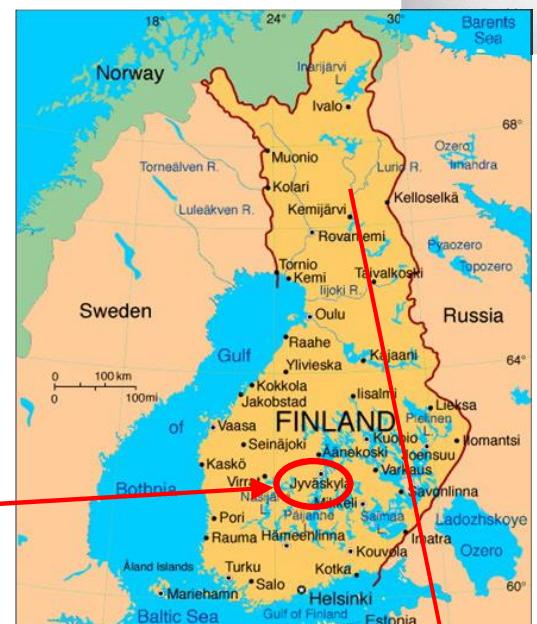 18°
24°
30°
Barents
Sea
Norway
Inarijärvi
L.
Ivalo
68°
Ozero
Imandra
Muonio
Torneälven R.
Lurio R.
Kolari
Kelloselkä
Luleåkven R.
Kemijärvi
Rovaniemi
Pyaozero
Topozero
Tornio
Kemi
Taivalkoski
Iijoki R.
Sweden
Oulu
Russia
Raahe
Gulf
Kajaani
64°
Ylivieska
0 100 km
100mi
Kokkola
Jakobstad
Iisalmi
Lieksa
Pielinen
L.
of
Vaasa
FINLAND
Kuopio
Ilomantsi
Seinäjoki
Äänekoski
Joensuu
Kaskö
Varkaus
Virrat
Jyväskylä
Savonlinna
Bothnia
Näsijä
L.
Mikkeli
Pori
Päijänne
L.
Saimaa
L.
Ladozhskoye
Ozero
Rauma
Hämeenlinna
Imatra
Kouvola
Åland Islands
Turku
Kotka
Salo
60°
Mariehamn
Helsinki
Baltic Sea
Gulf of Finland
Estonia